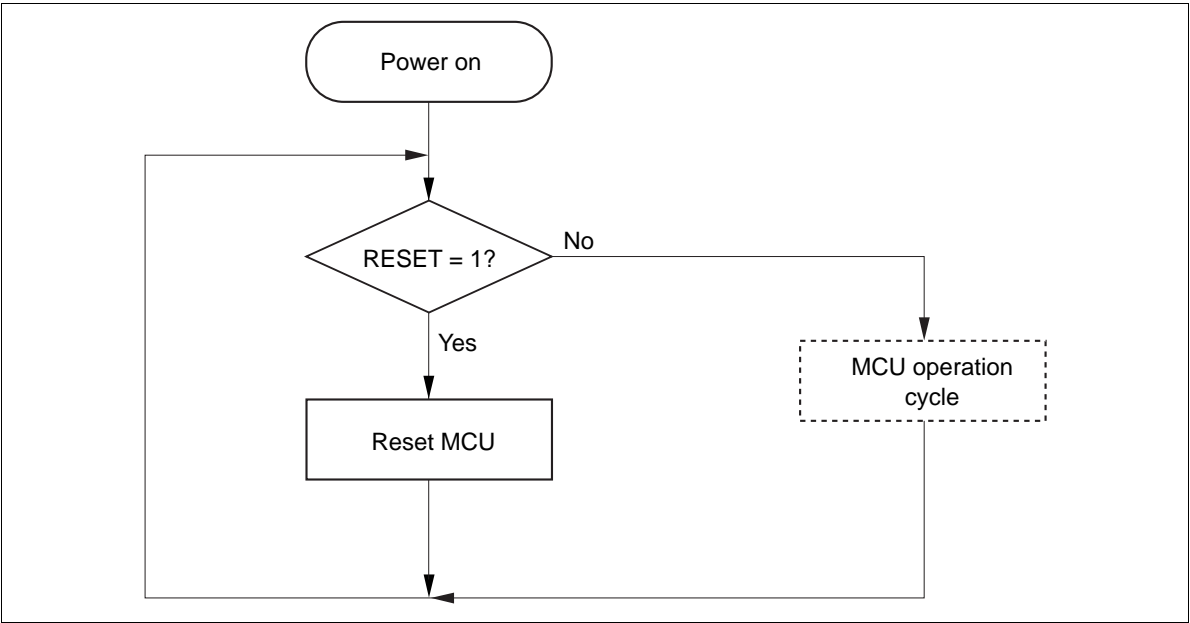 Power on
RESET = 1?
No
Yes
MCU operation
cycle
Reset MCU